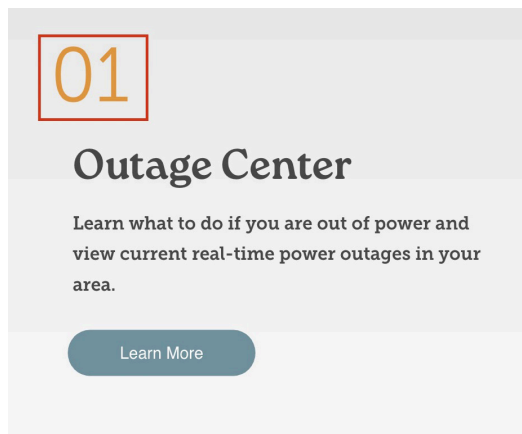 01
Outage Center
Learn what to do if you are out of power and
view current real-time power outages in your
area.
Learn More